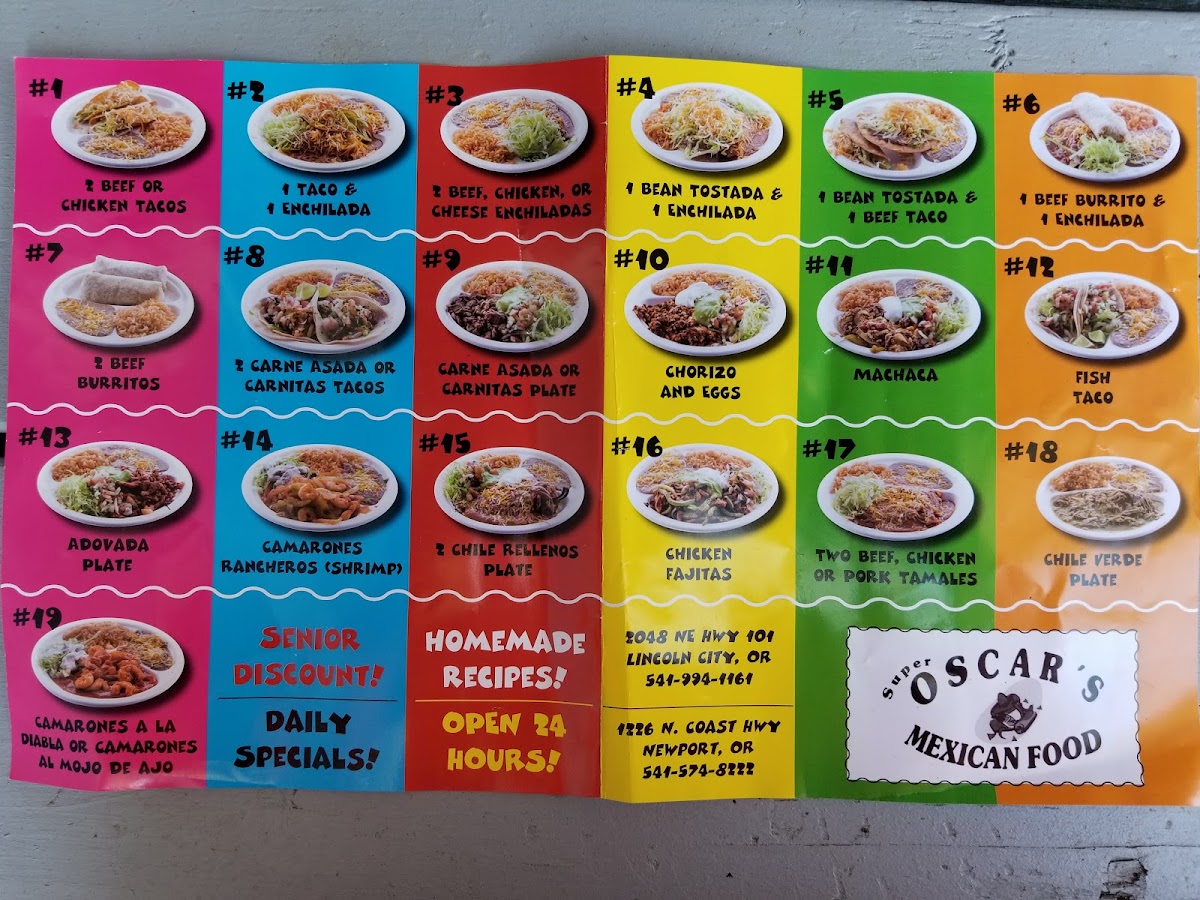 #1
2 BEEF OR
CHICKEN TACOS
#2
1 TACO &
1 ENCHILADA
#3
2 BEEF, CHICKEN, OR
CHEESE ENCHILADAS
#4
1 BEAN TOSTADA &
1 ENCHILADA
#5
1 BEAN TOSTADA &
1 BEEF TACO
#6
1 BEEF BURRITO &
1 ENCHILADA
#7
2 BEEF
BURRITOS
#8
2 CARNE ASADA OR
CARNITAS TACOS
#9
CARNE ASADA OR
CARNITAS PLATE
#10
CHORIZO
AND EGGS
#11
MACHACA
#12
FISH
TACO
#13
ADOVADA
PLATE
#14
CAMARONES
RANCHEROS (SHRIMP)
#15
2 CHILE RELLENOS
PLATE
#16
CHICKEN
FAJITAS
#17
TWO BEEF, CHICKEN
OR PORK TAMALES
#18
CHILE VERDE
PLATE
#19
CAMARONES A LA
DIABLA OR CAMARONES
AL MOJO DE AJO
SENIOR
DISCOUNT!
DAILY
SPECIALS!
HOMEMADE
RECIPES!
OPEN 24
HOURS!
2048 NE HWY 101
LINCOLN CITY, OR
541-994-1161
1226 N. COAST HWY
NEWPORT, OR
541-574-8222
Super
OSCAR'S
MEXICAN FOOD